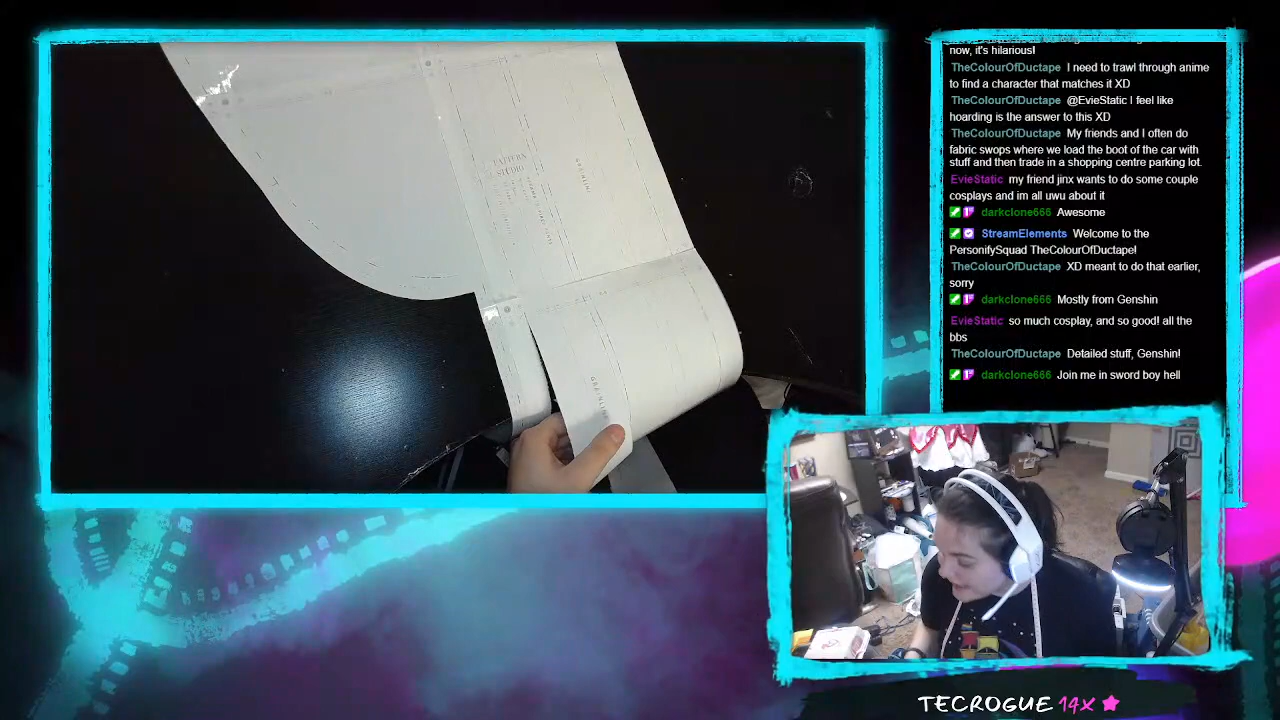 now, it's hilarious!
TheColourOfDuctape I need to trawl through anime
to find a character that matches it XD
TheColourOfDuctape @EvieStatic I feel like
hoarding is the answer to this XD
TheColourOfDuctape My friends and I often do
fabric swops where we load the boot of the car with
stuff and then trade in a shopping centre parking lot.
EvieStatic my friend jinx wants to do some couple
cosplays and im all uwu about it
darkclone666 Awesome
StreamElements Welcome to the
PersonifySquad TheColourOfDuctape!
TheColourOfDuctape XD meant to do that earlier,
sorry
darkclone666 Mostly from Genshin
EvieStatic so much cosplay, and so good! all the
bbs
TheColourOfDuctape Detailed stuff, Genshin!
darkclone666 Join me in sword boy hell
PATTERN
STUDIO
GRAINLINE
GRAINLINE
TECROGUE 14X